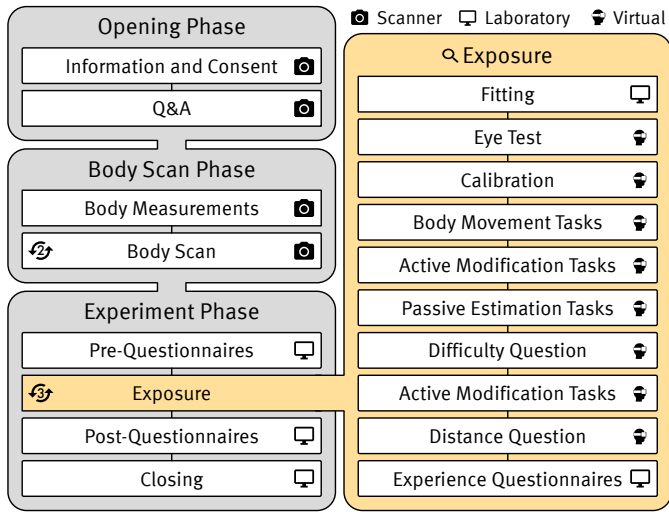 Opening Phase
Information and Consent
Q&A
Body Scan Phase
Body Measurements
2 Body Scan
Experiment Phase
Pre-Questionnaires
3 Exposure
Post-Questionnaires
Closing
Scanner Laboratory Virtual
Exposure
Fitting
Eye Test
Calibration
Body Movement Tasks
Active Modification Tasks
Passive Estimation Tasks
Difficulty Question
Active Modification Tasks
Distance Question
Experience Questionnaires